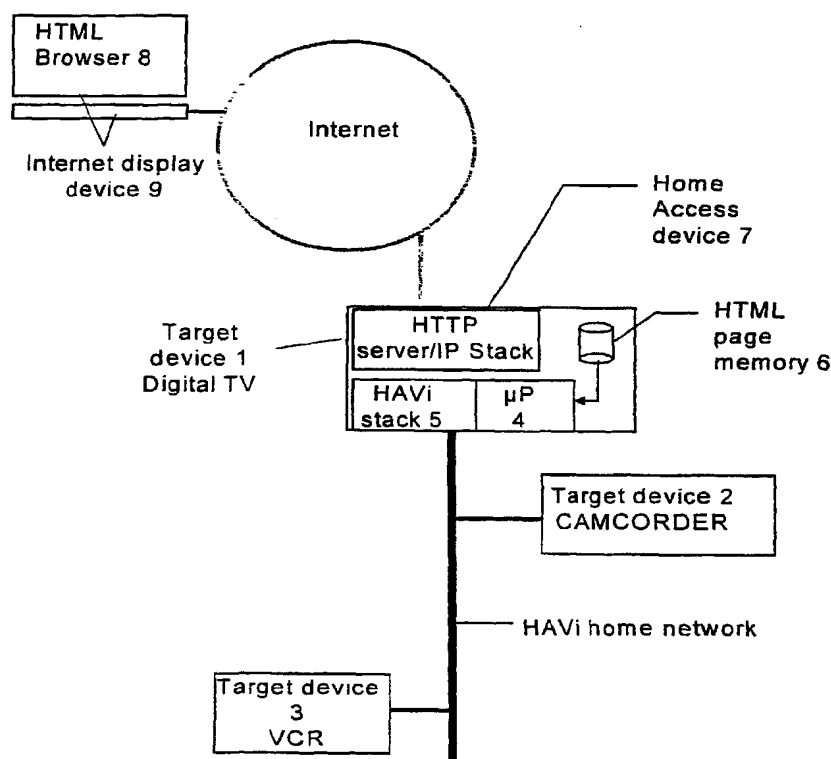 HTML
Browser 8
Internet display
device 9
Internet
Home
Access
device 7
Target
device 1
Digital TV
HTTP
server/IP Stack
HTML
page
memory 6
HAVi
stack 5
µP
4
Target device 2
CAMCORDER
HAVi home network
Target device
3
VCR